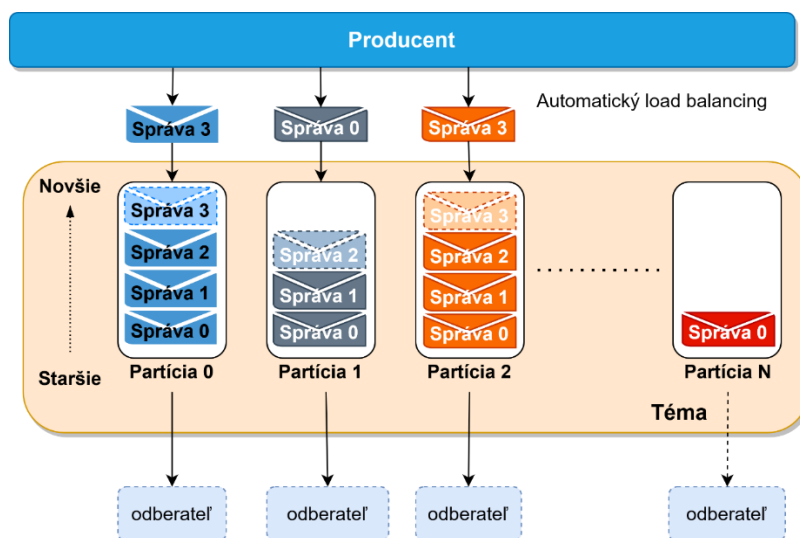 Producent
Automatický load balancing
Správa 3
Správa 0
Správa 3
Novšie
Staršie
Správa 3
Správa 2
Správa 1
Správa 0
Partícia 0
Správa 2
Správa 1
Správa 0
Partícia 1
Správa 3
Správa 2
Správa 1
Správa 0
Partícia 2
Správa 0
Partícia N
Téma
odberateľ
odberateľ
odberateľ
odberateľ